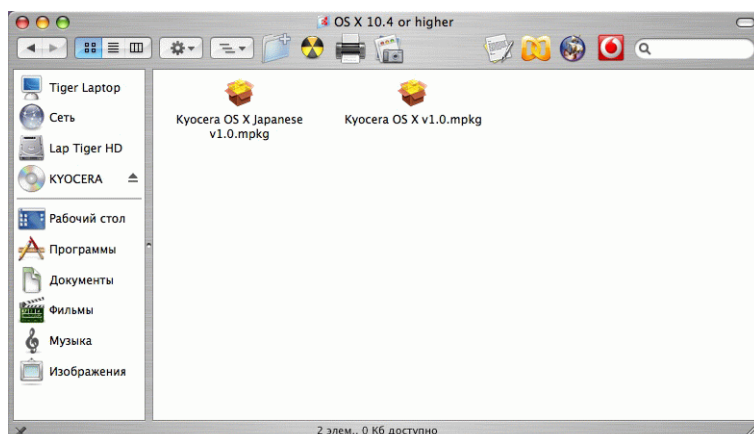 OS X 10.4 or higher
Tiger Laptop
Сеть
Lap Tiger HD
KYOCERA
Рабочий стол
Программы
Документы
Фильмы
Музыка
Изображения
Kyocera OS X Japanese
v1.0.mpkg
Kyocera OS X v1.0.mpkg
2 элем., 0 Кб доступно